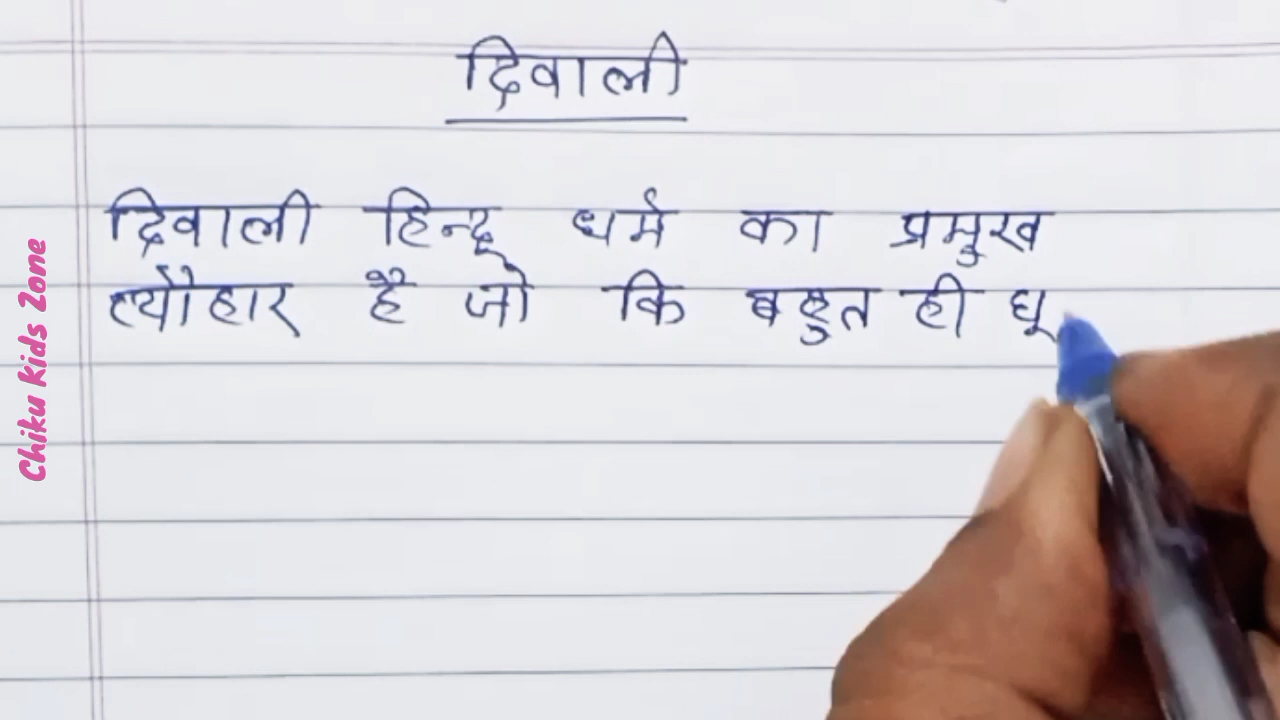 दिवाली
दिवाली हिन्दू धर्म का प्रमुख
त्यौहार है जो कि बहुत ही धू
Chiku Kids Zone